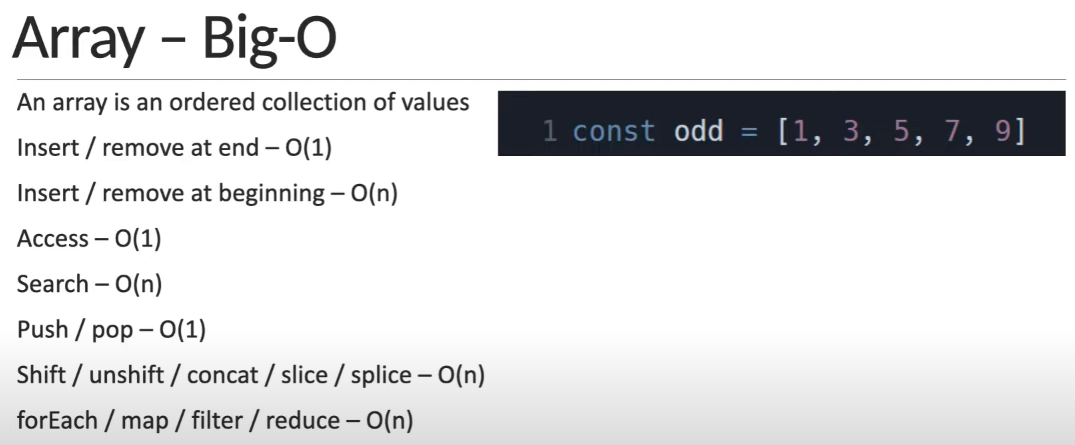 Array – Big-O
An array is an ordered collection of values
1 const odd = [1, 3, 5, 7, 9]
Insert / remove at end – O(1)
Insert / remove at beginning – O(n)
Access – O(1)
Search – O(n)
Push / pop – O(1)
Shift / unshift / concat / slice / splice – O(n)
forEach / map / filter / reduce – O(n)